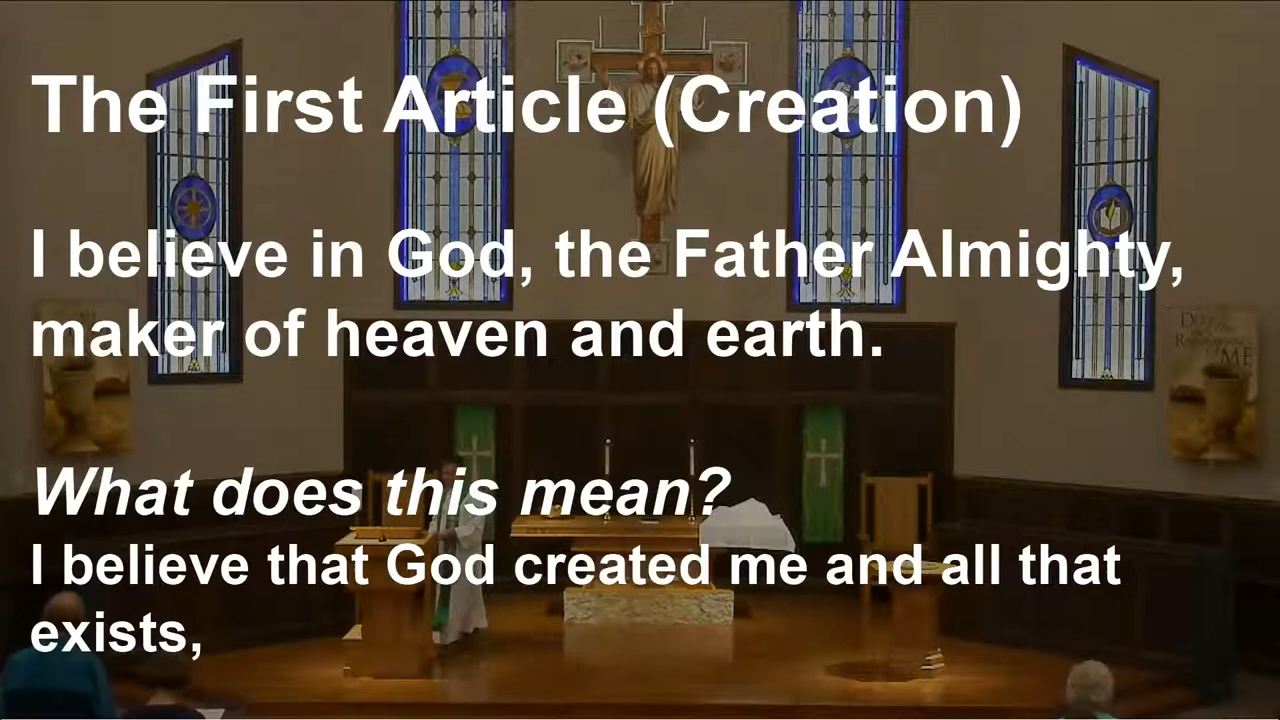 The First Article (Creation)
I believe in God, the Father Almighty,
maker of heaven and earth.
What does this mean?
I believe that God created me and all that
exists,
ME